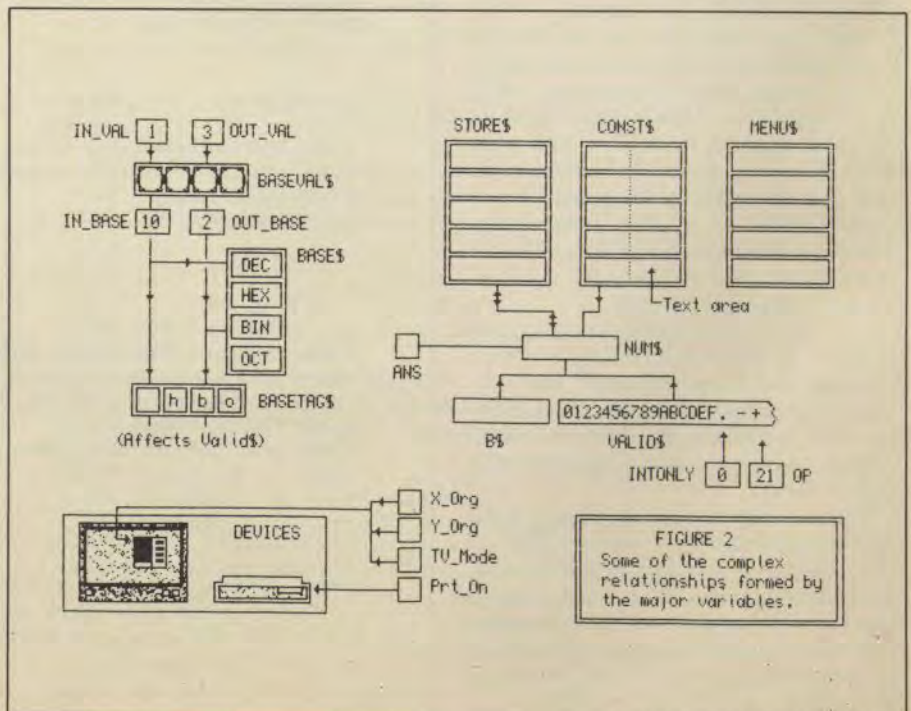 IN_VAL 1 3 OUT_VAL
BASEVAL$
IN_BASE 10 2 OUT_BASE
BASE$
DEC
HEX
BIN
OCT
h b o BASETAG$
(Affects Valid$)
STORE$ CONST$ MENU$
Text area
NUM$
ANS
0123456789ABCDEF. -+
B$ VALID$
INTONLY 0 21 OP
DEVICES
X_Org
Y_Org
TV_Mode
Prt_On
FIGURE 2
Some of the complex
relationships formed by
the major variables.